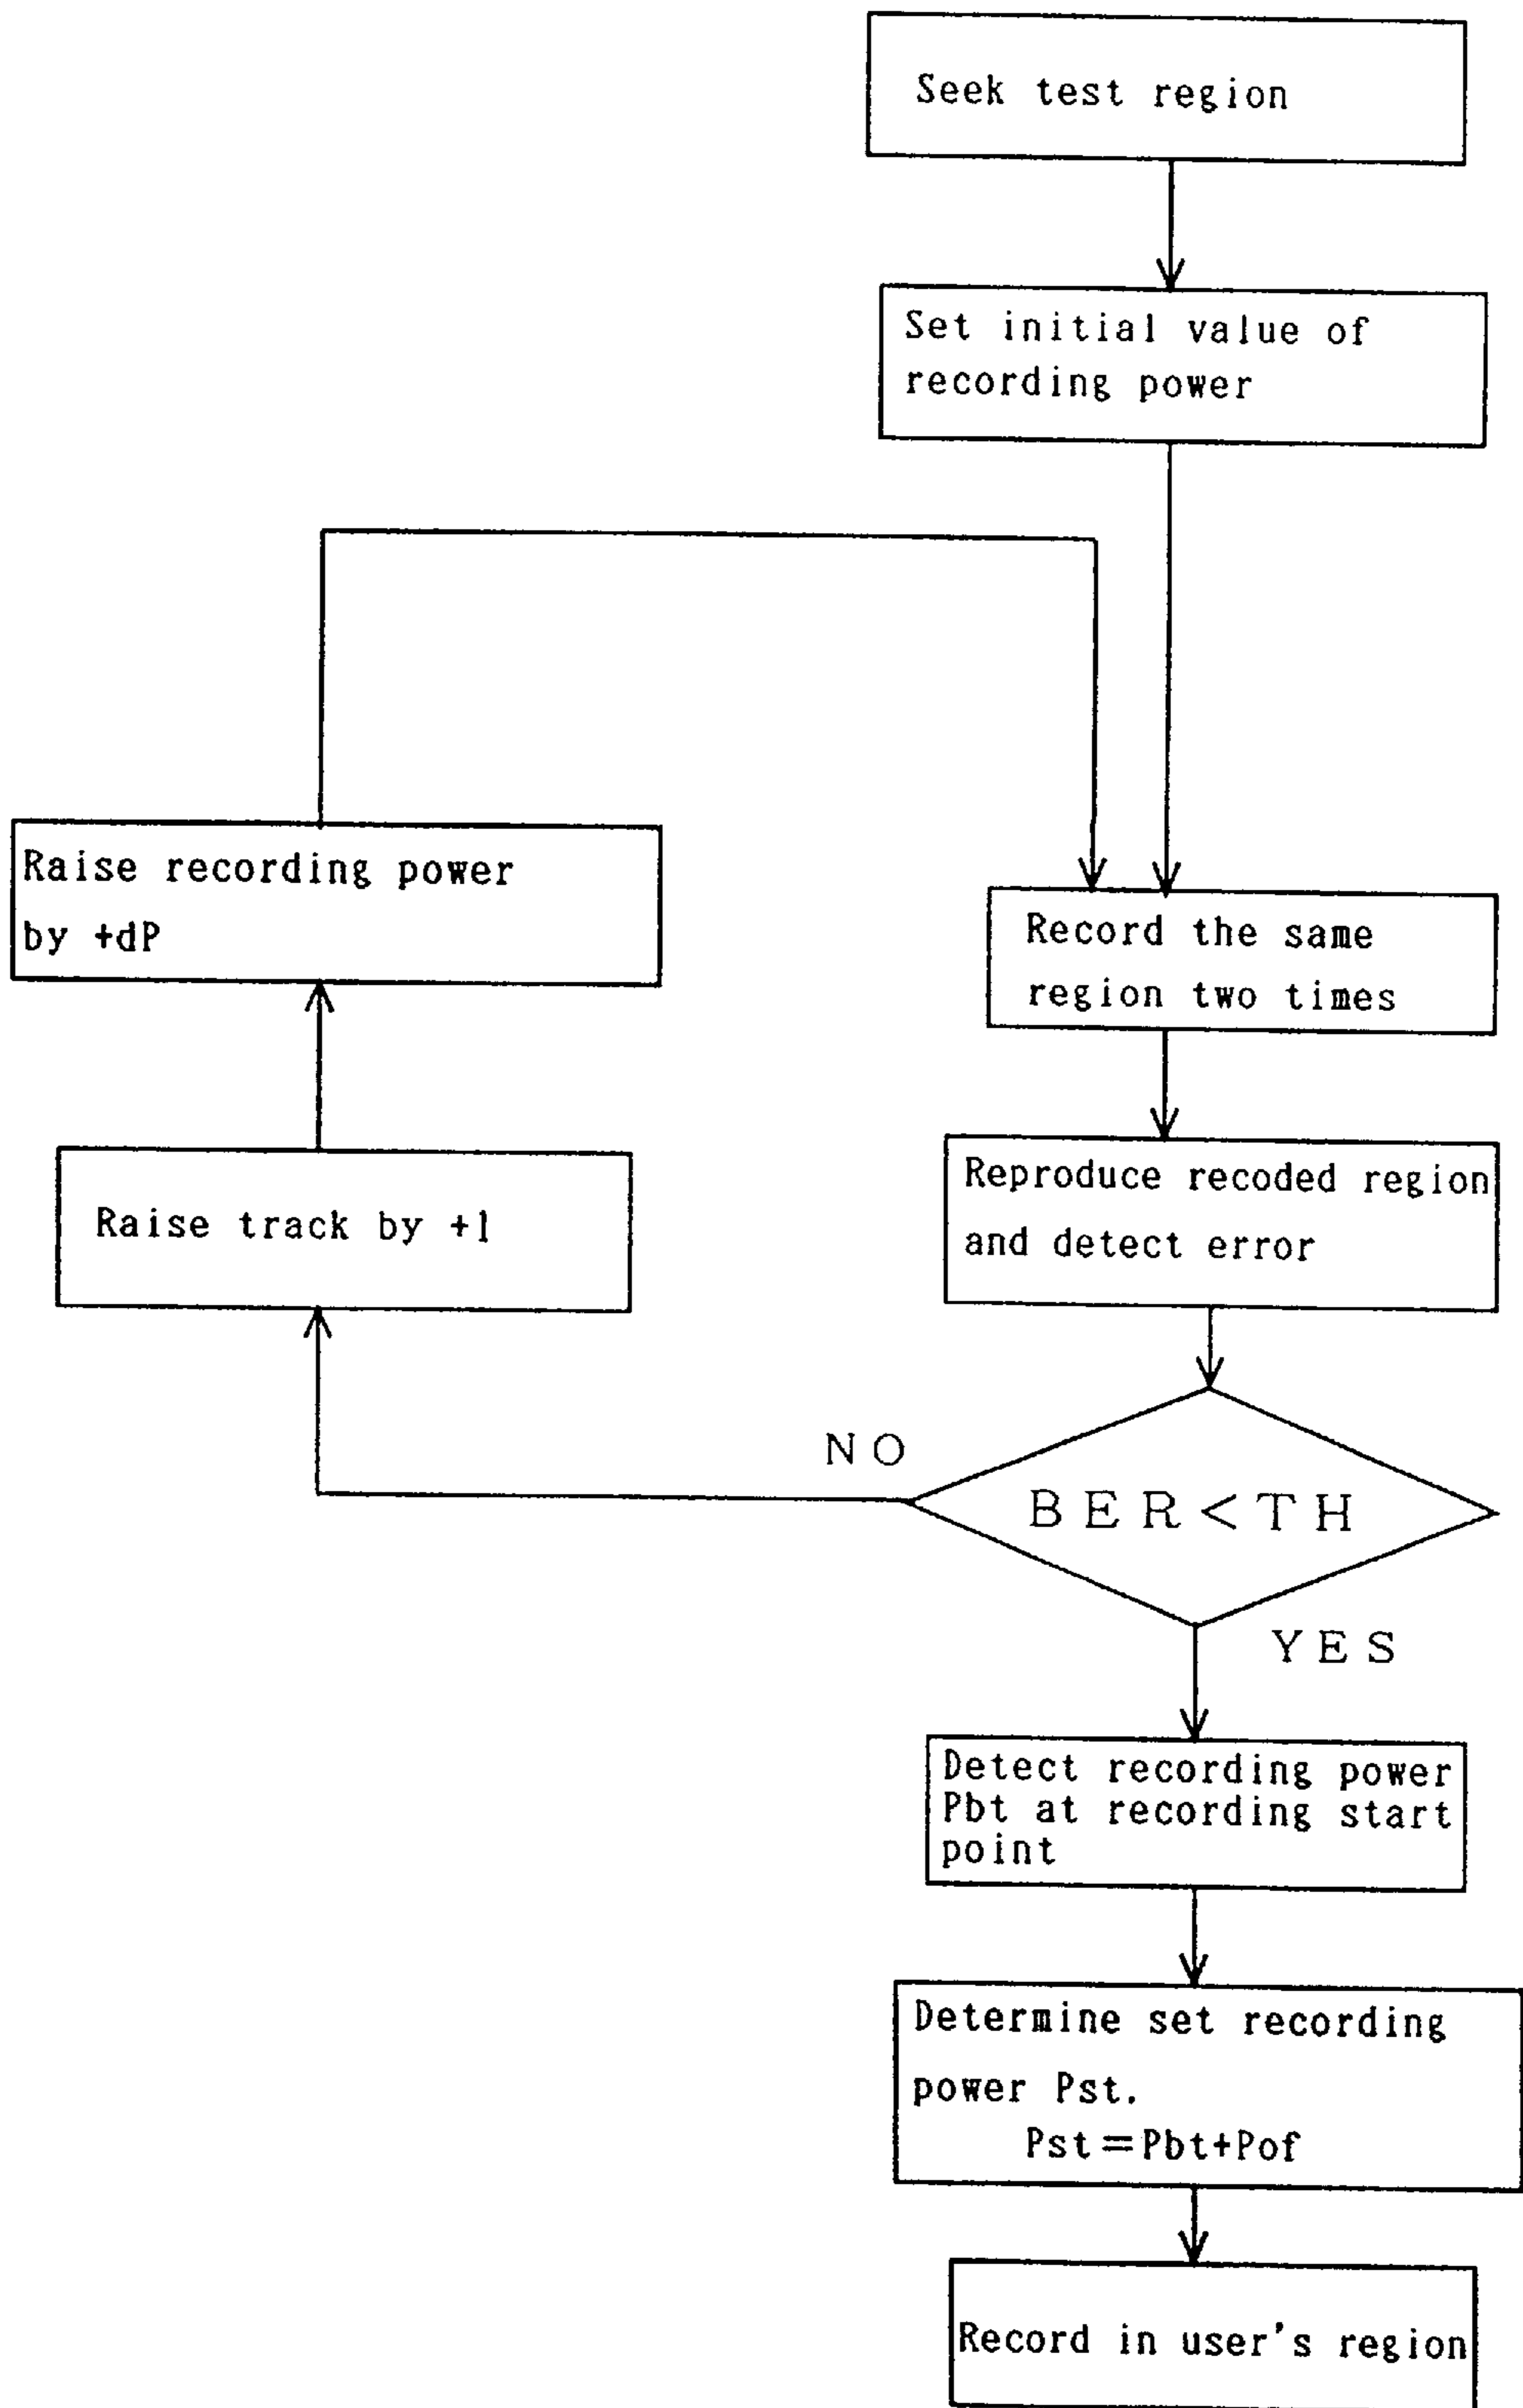 Seek test region
Set initial value of
recording power
Raise recording power
by +dP
Record the same
region two times
Raise track by +1
Reproduce recoded region
and detect error
NO
BER<TH
YES
Detect recording power
Pbt at recording start
point
Determine set recording
power Pst.
Pst=Pbt+Pof
Record in user's region